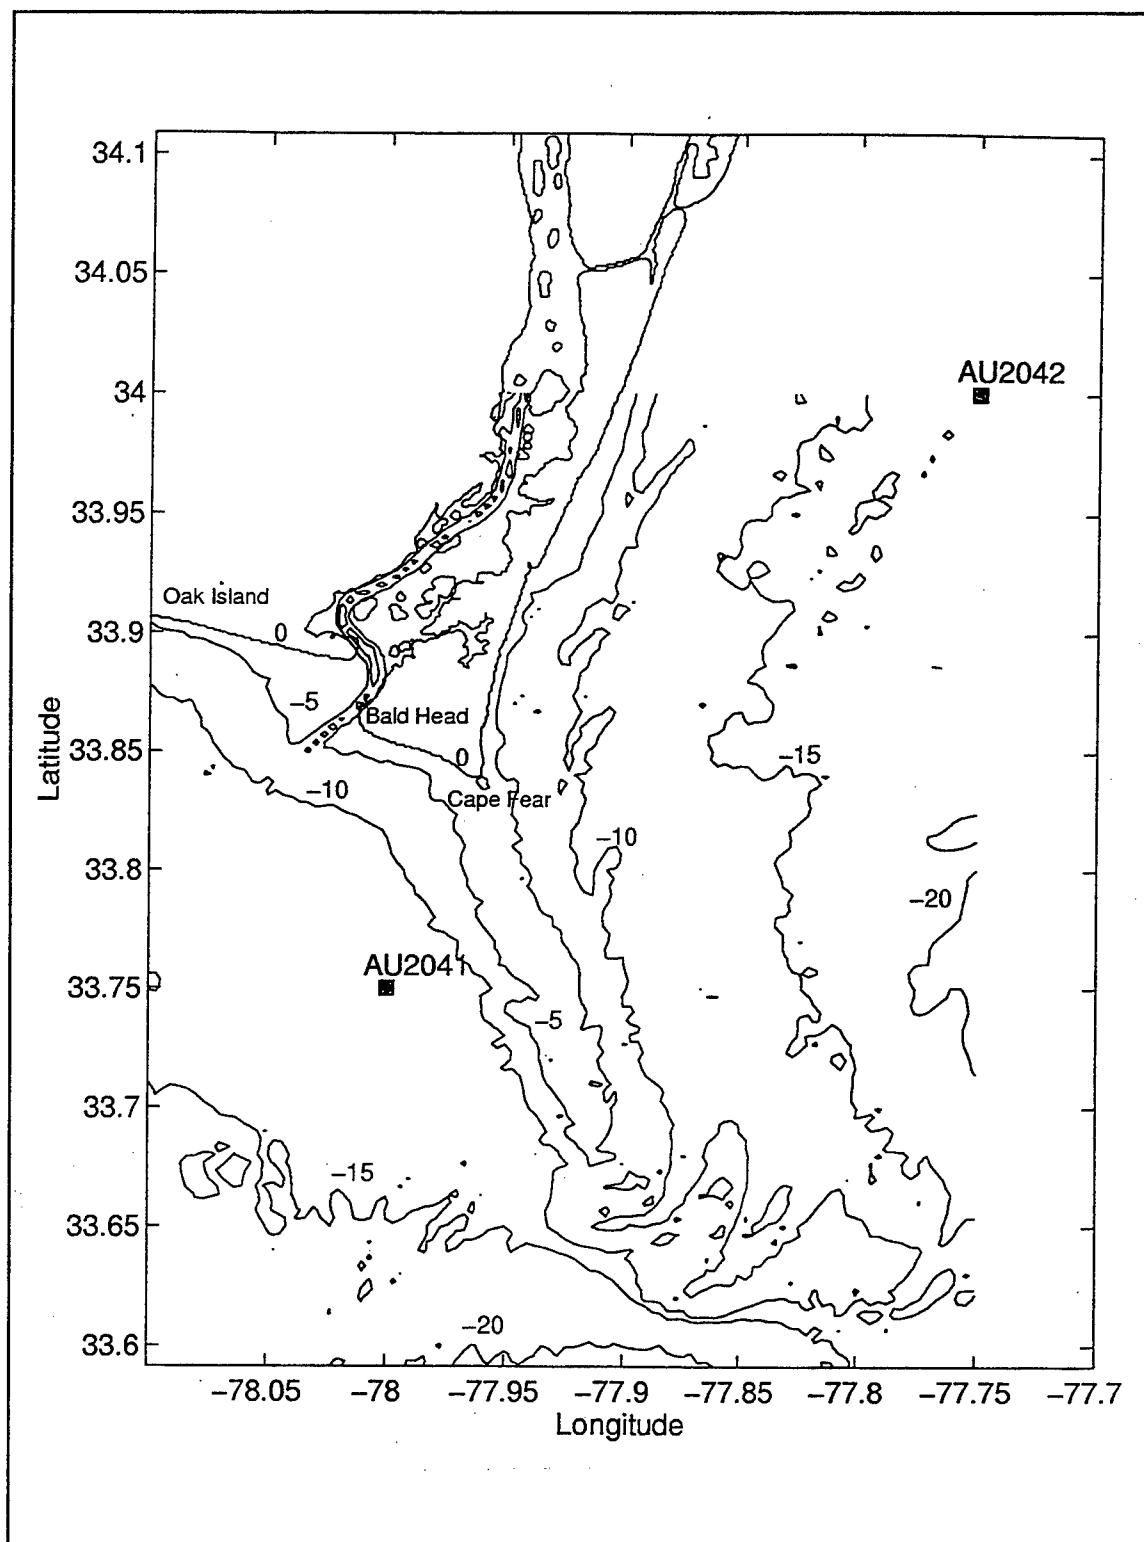 34.1
34.05
34
AU2042
33.95
Oak Island
0
33.9
−5
Bald Head
33.85
0
−15
Latitude
−10
Cape Fear
−10
33.8
−20
AU2041
33.75
−5
33.7
−15
33.65
−20
33.6
−78.05 −78 −77.95 −77.9 −77.85 −77.8 −77.75 −77.7
Longitude